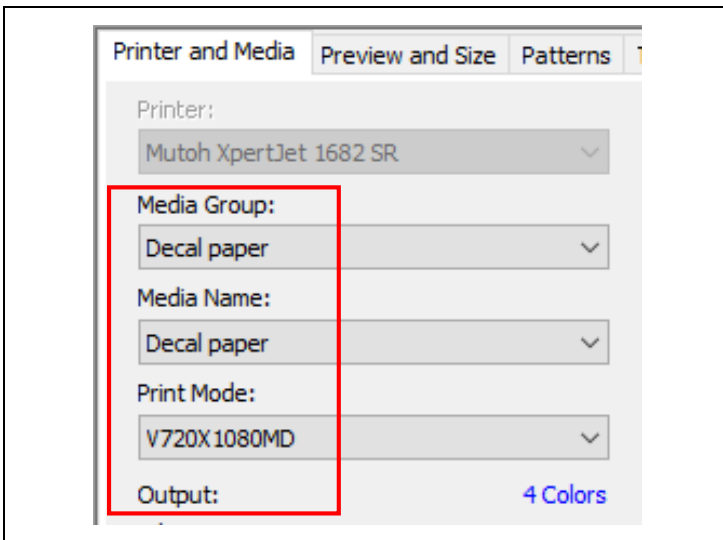 Printer and Media Preview and Size Patterns
Printer:
Mutoh XpertJet 1682 SR
Media Group:
Decal paper
Media Name:
Decal paper
Print Mode:
V720X1080MD
Output: 4 Colors